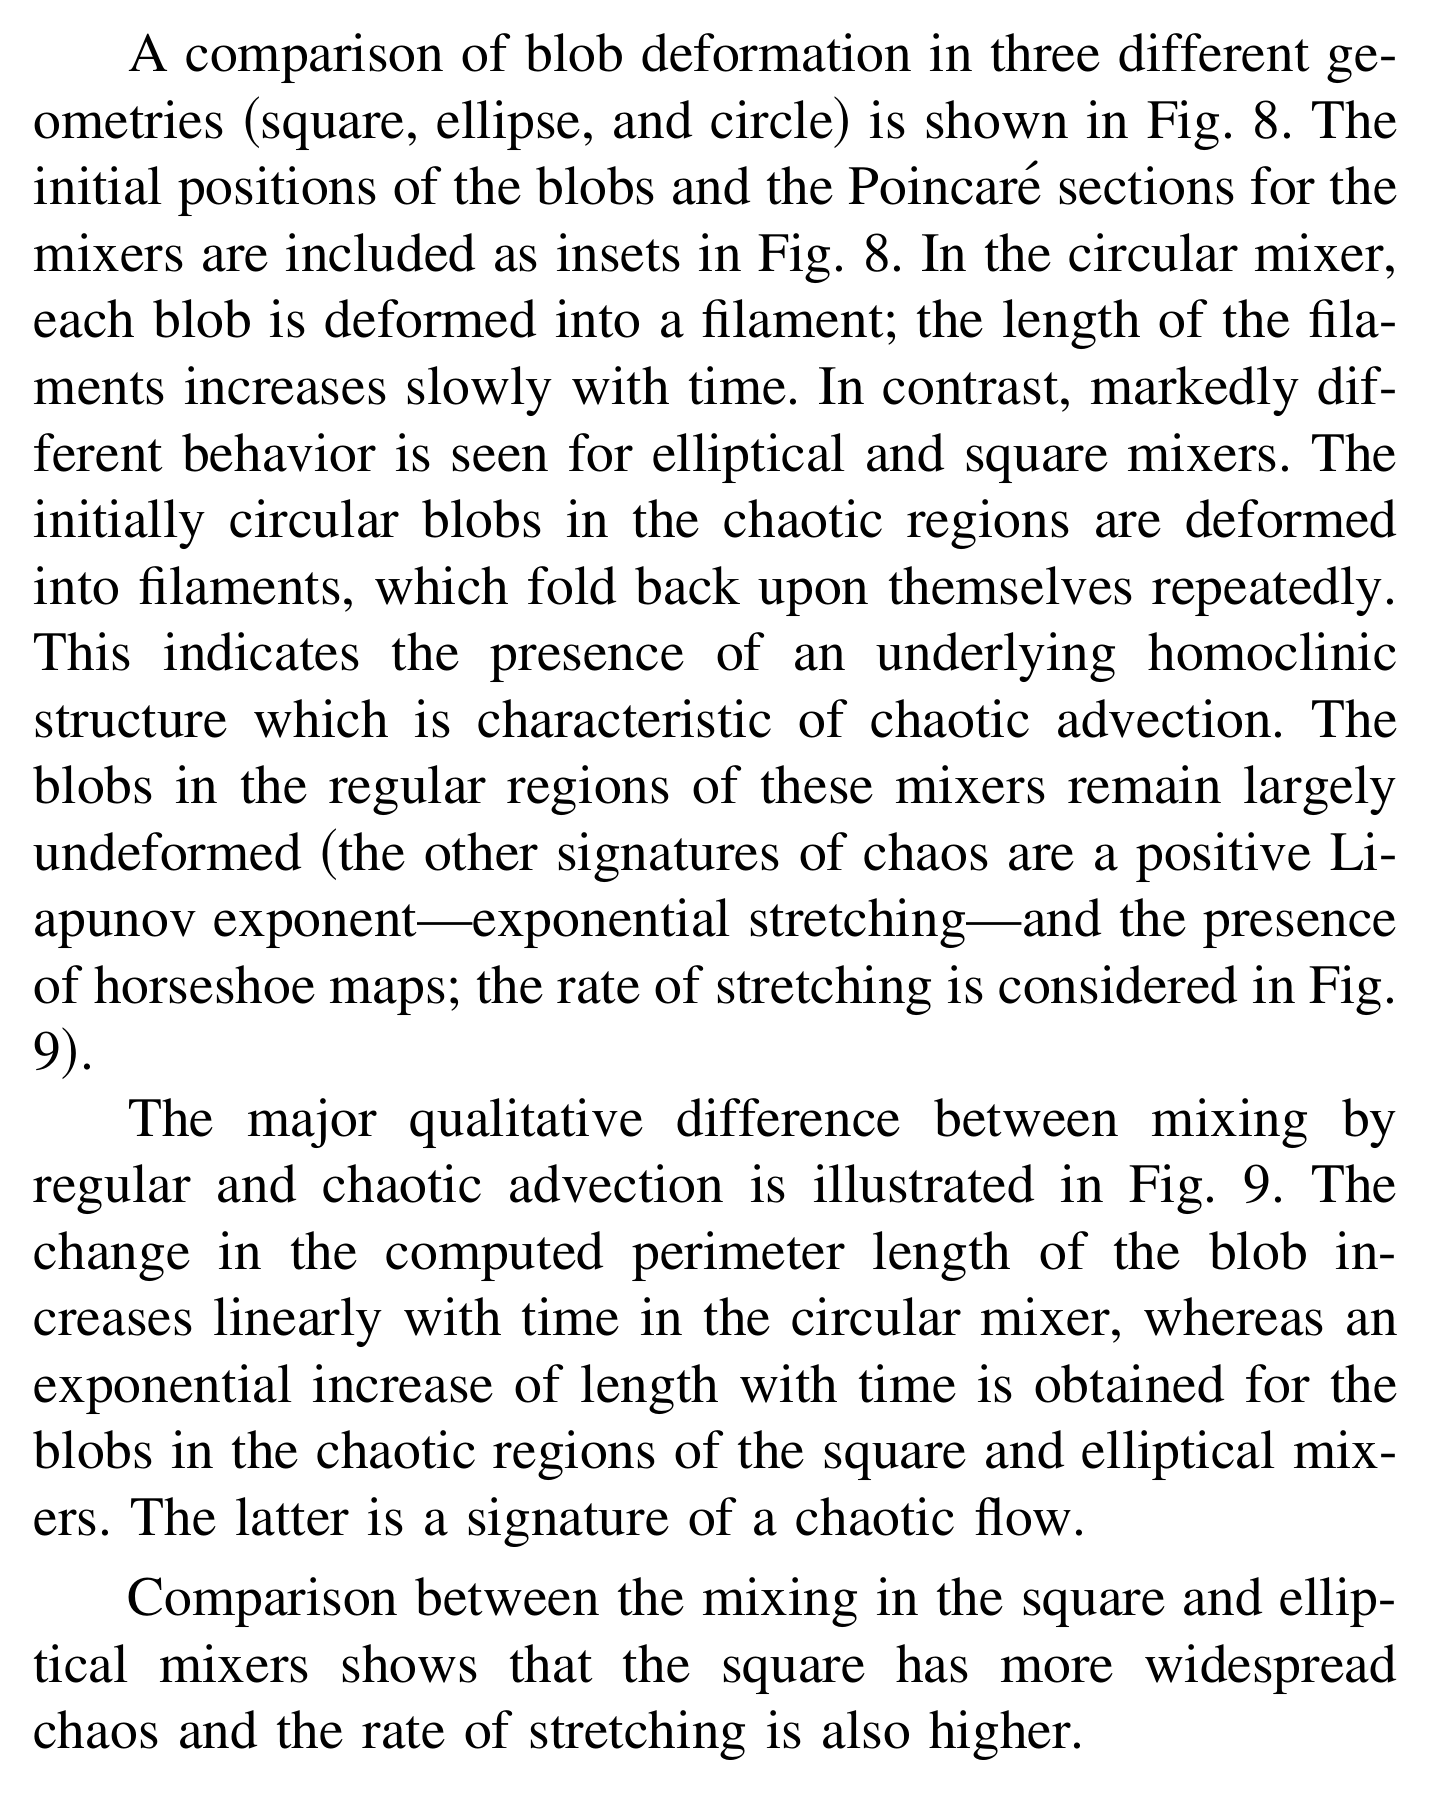 A comparison of blob deformation in three different ge-
ometries (square, ellipse, and circle) is shown in Fig. 8. The
initial positions of the blobs and the Poincaré sections for the
mixers are included as insets in Fig. 8. In the circular mixer,
each blob is deformed into a filament; the length of the fila-
ments increases slowly with time. In contrast, markedly dif-
ferent behavior is seen for elliptical and square mixers. The
initially circular blobs in the chaotic regions are deformed
into filaments, which fold back upon themselves repeatedly.
This indicates the presence of an underlying homoclinic
structure which is characteristic of chaotic advection. The
blobs in the regular regions of these mixers remain largely
undeformed (the other signatures of chaos are a positive Li-
apunov exponent—exponential stretching—and the presence
of horseshoe maps; the rate of stretching is considered in Fig.
9).
The major qualitative difference between mixing by
regular and chaotic advection is illustrated in Fig. 9. The
change in the computed perimeter length of the blob in-
creases linearly with time in the circular mixer, whereas an
exponential increase of length with time is obtained for the
blobs in the chaotic regions of the square and elliptical mix-
ers. The latter is a signature of a chaotic flow.
Comparison between the mixing in the square and ellip-
tical mixers shows that the square has more widespread
chaos and the rate of stretching is also higher.